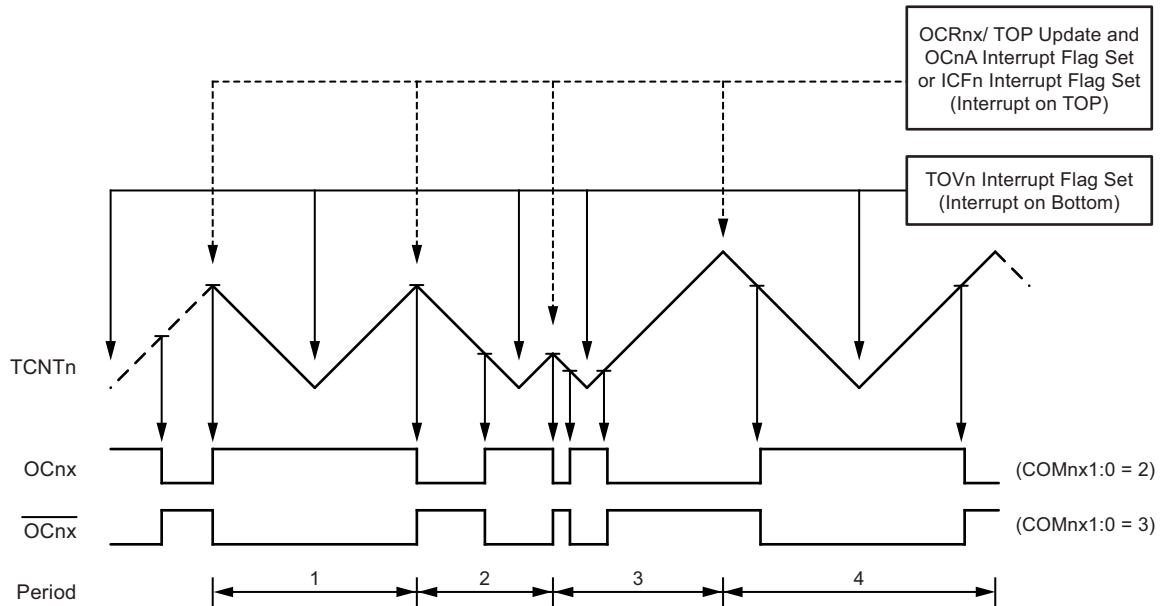 OCRnx/ TOP Update and
OCnA Interrupt Flag Set
or ICFn Interrupt Flag Set
(Interrupt on TOP)
TOVn Interrupt Flag Set
(Interrupt on Bottom)
TCNTn
OCnx
(COMnx1:0 = 2)
OCnx
(COMnx1:0 = 3)
Period
1
2
3
4